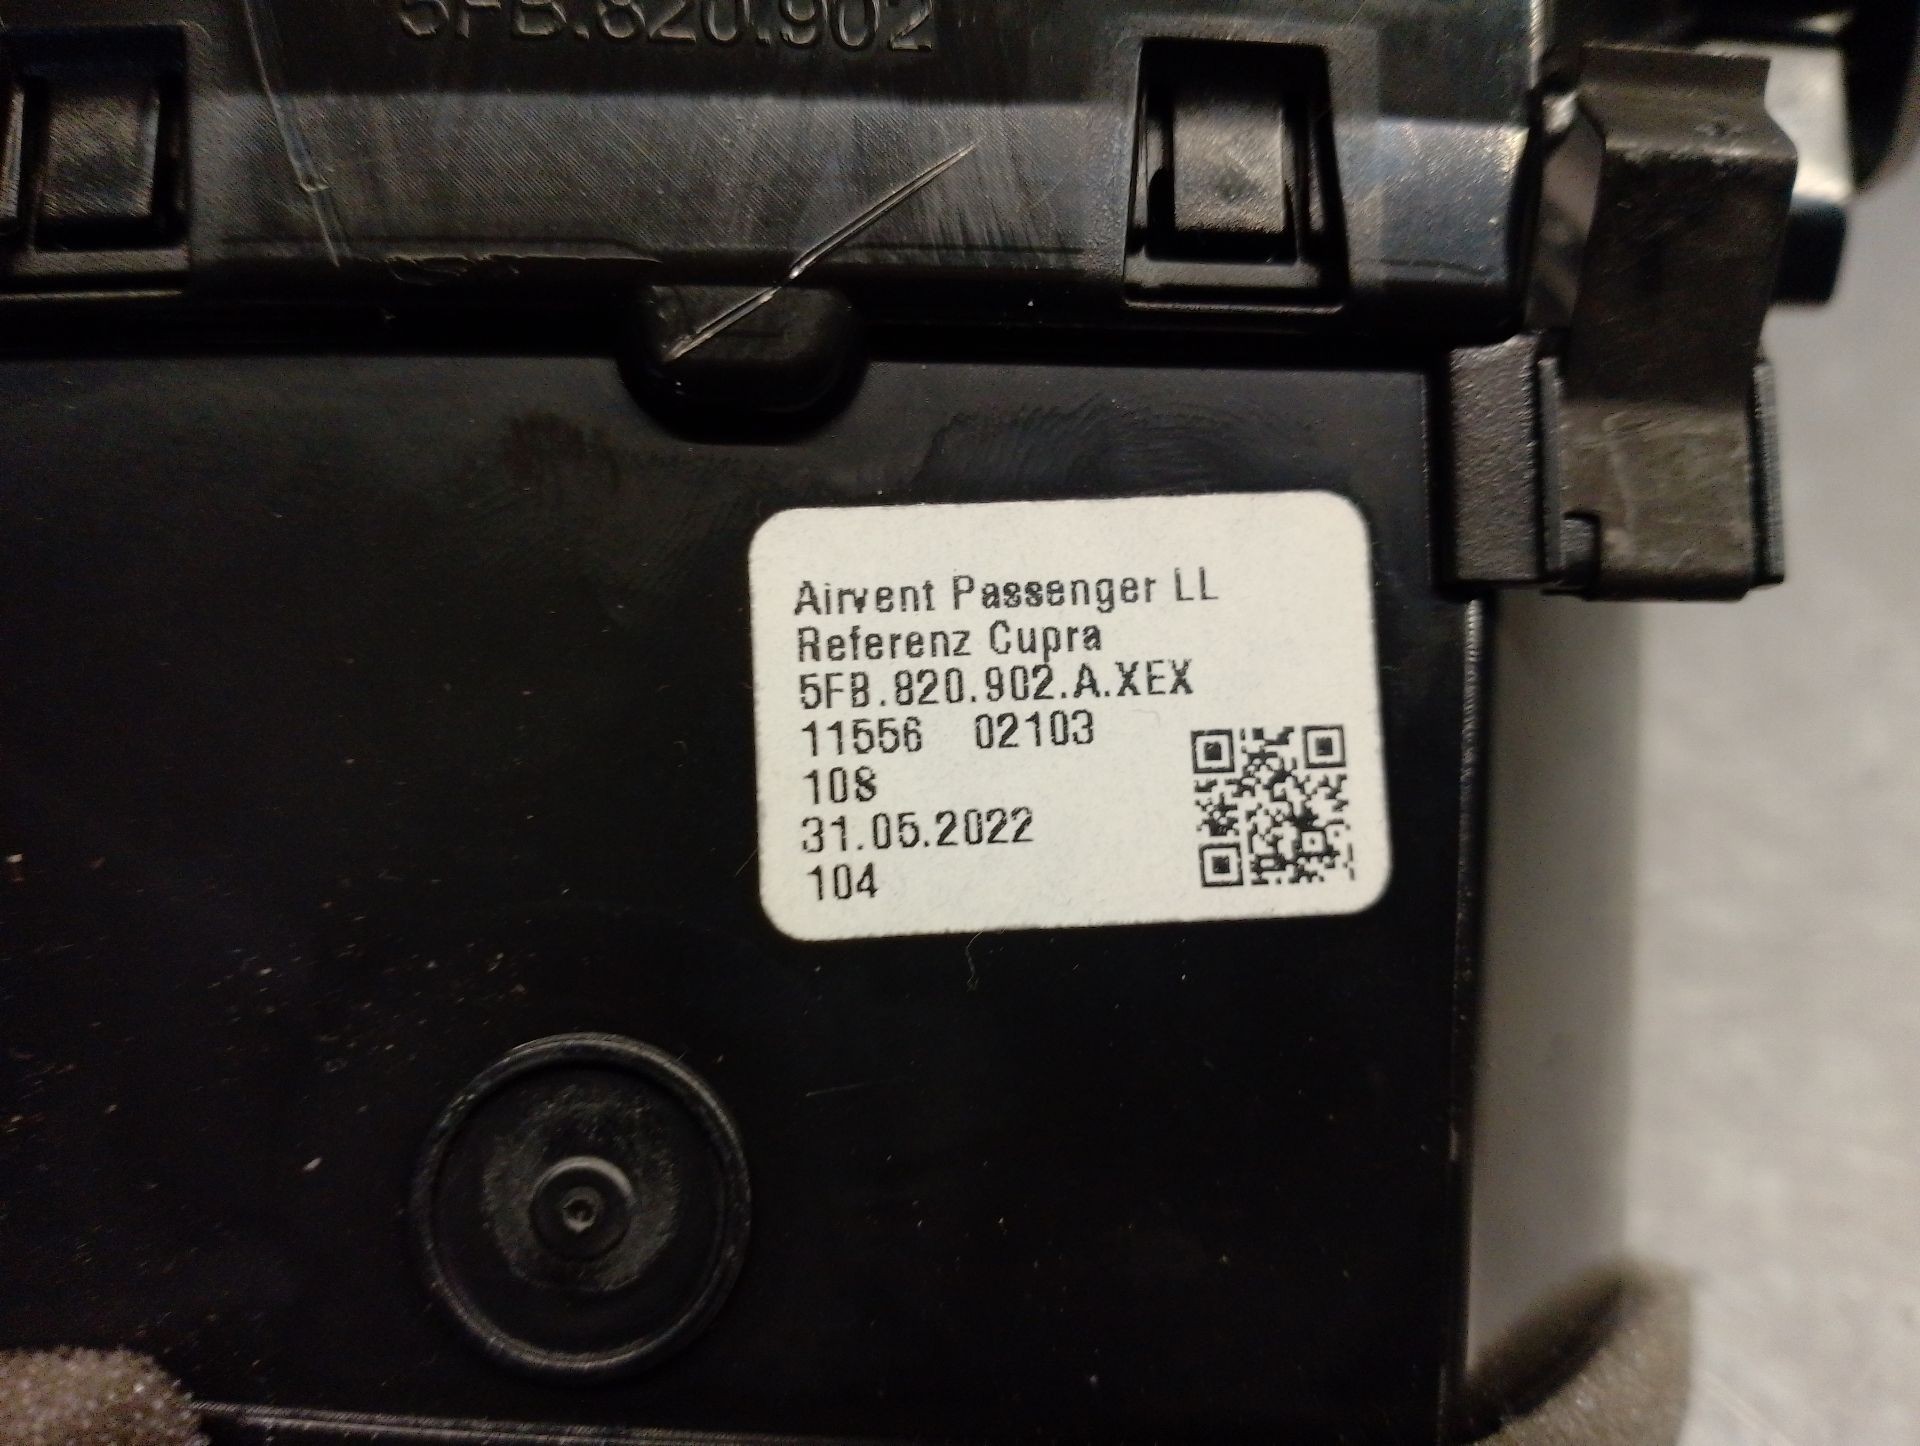 5FB.820.902
Airvent Passenger LL
Referenz Cupra
5FB.820.902.A.XEX
11556 02103
108
31.05.2022
104